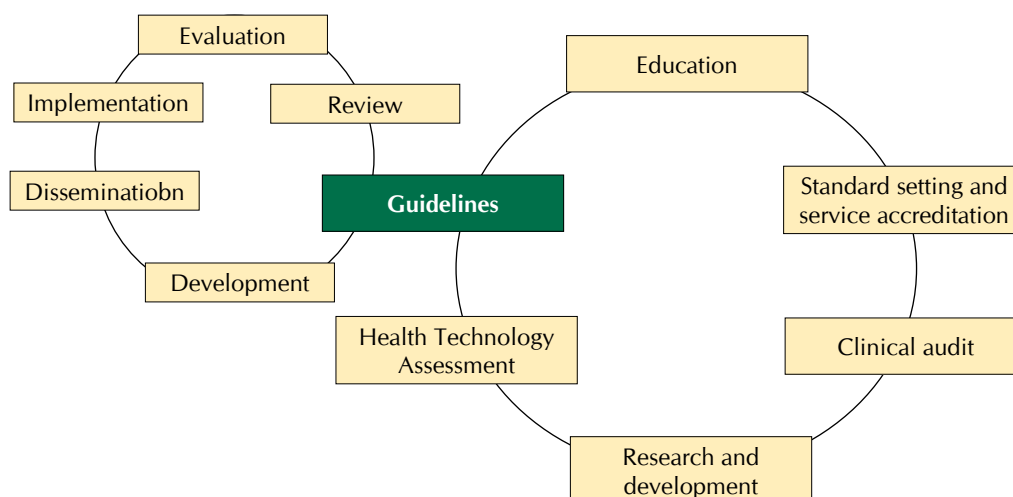 Evaluation
Education
Implementation
Review
Disseminatiobn
Guidelines
Standard setting and
service accreditation
Development
Health Technology
Assessment
Clinical audit
Research and
development